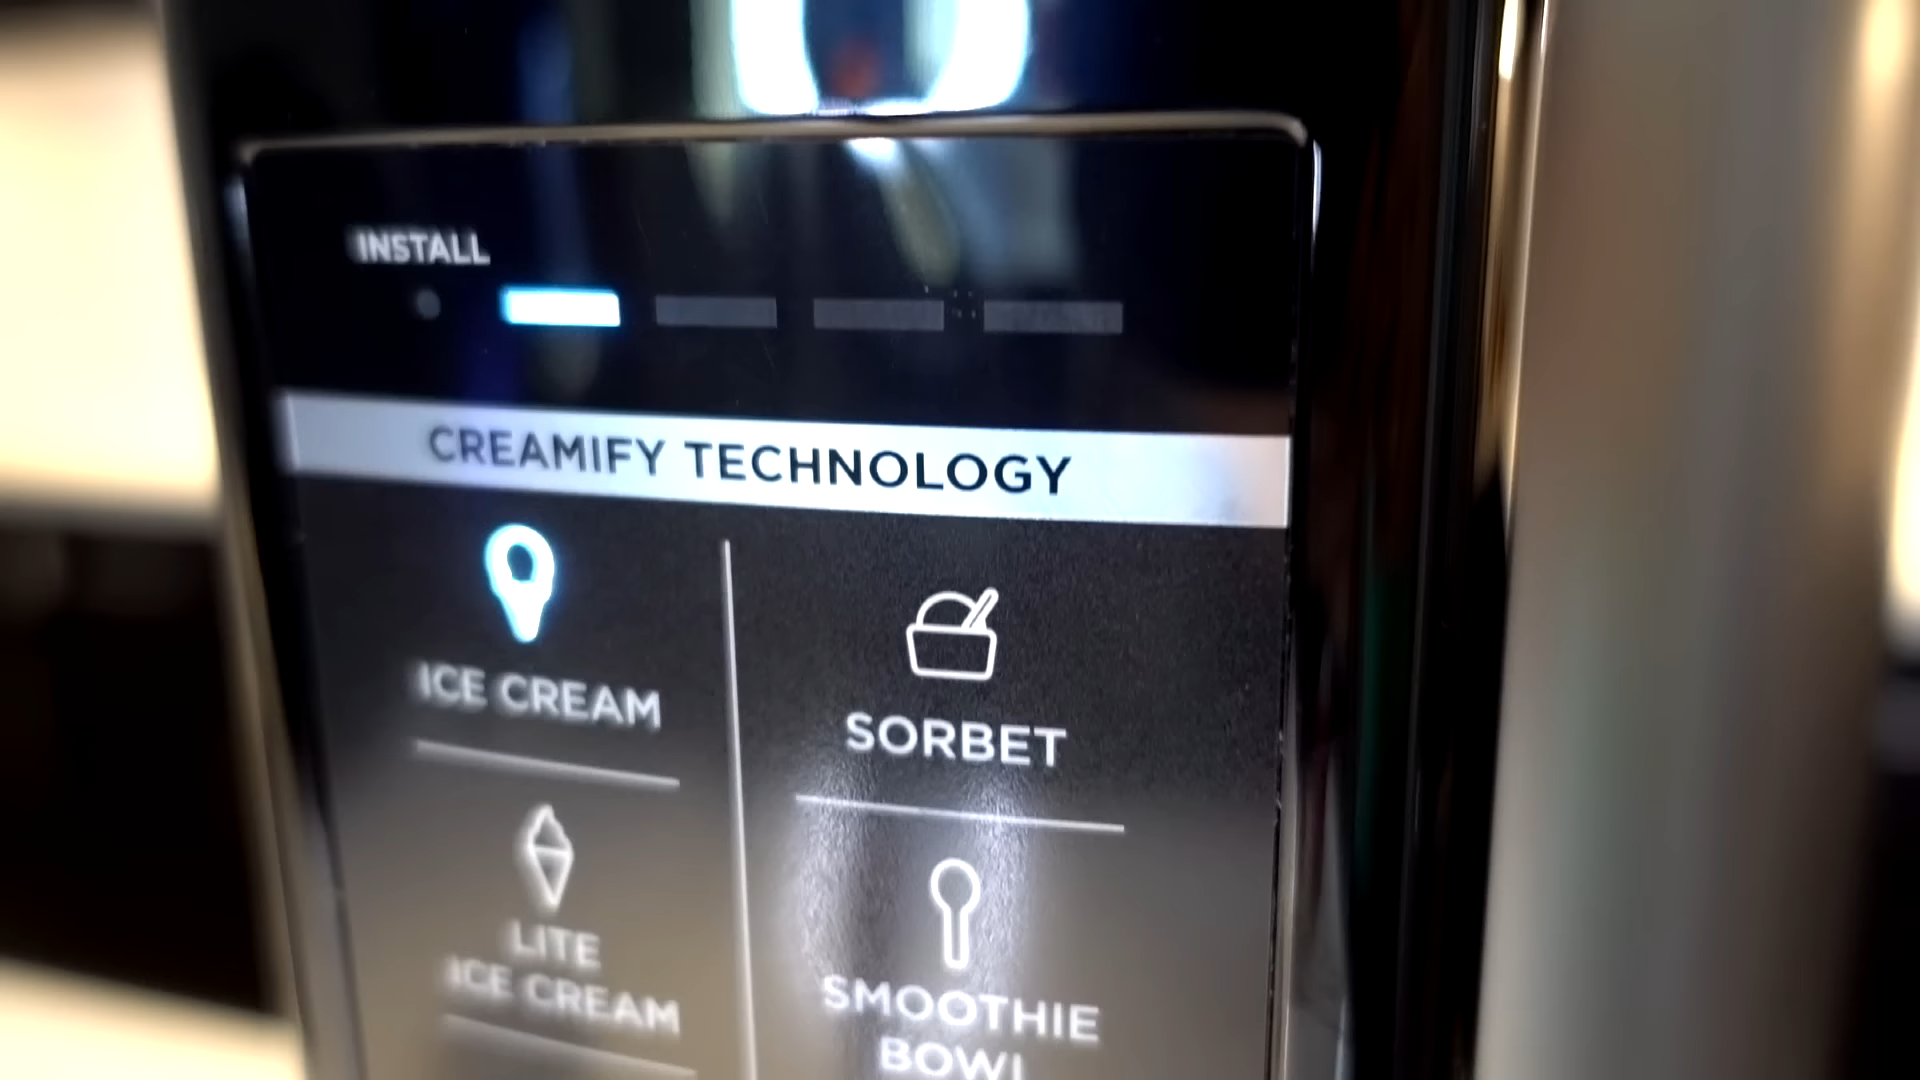 INSTALL
CREAMIFY TECHNOLOGY
ICE CREAM
SORBET
LITE
ICE CREAM
SMOOTHIE
BOWL